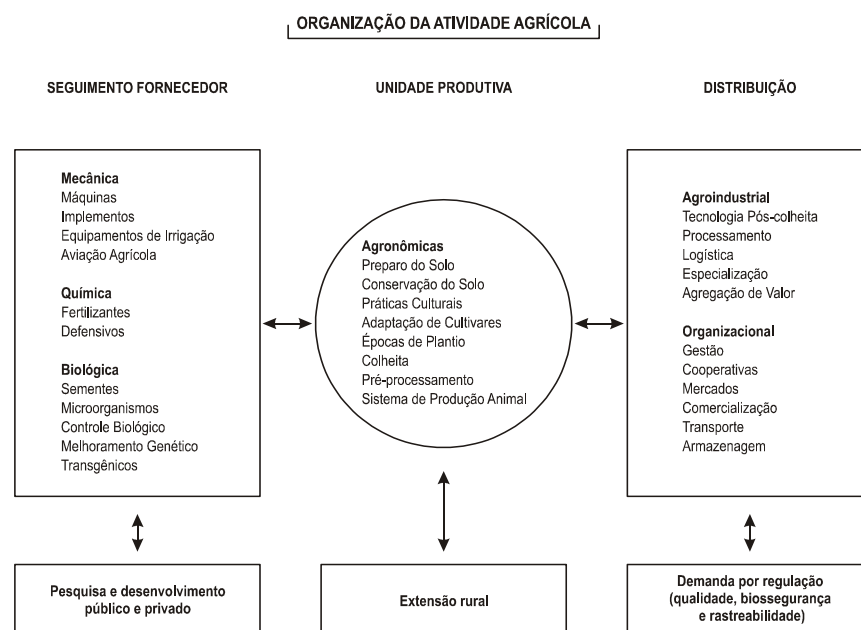 ORGANIZAÇÃO DA ATIVIDADE AGRÍCOLA
SEGUIMENTO FORNECEDOR
UNIDADE PRODUTIVA
DISTRIBUIÇÃO
Mecânica
Máquinas
Implementos
Equipamentos de Irrigação
Aviação Agrícola
Química
Fertilizantes
Defensivos
Biológica
Sementes
Microorganismos
Controle Biológico
Melhoramento Genético
Transgênicos
Agronômicas
Preparo do Solo
Conservação do Solo
Práticas Culturais
Adaptação de Cultivares
Épocas de Plantio
Colheita
Pré-processamento
Sistema de Produção Animal
Agroindustrial
Tecnologia Pós-colheita
Processamento
Logística
Especialização
Agregação de Valor
Organizacional
Gestão
Cooperativas
Mercados
Comercialização
Transporte
Armazenagem
Pesquisa e desenvolvimento
público e privado
Extensão rural
Demanda por regulação
(qualidade, biossegurança
e rastreabilidade)